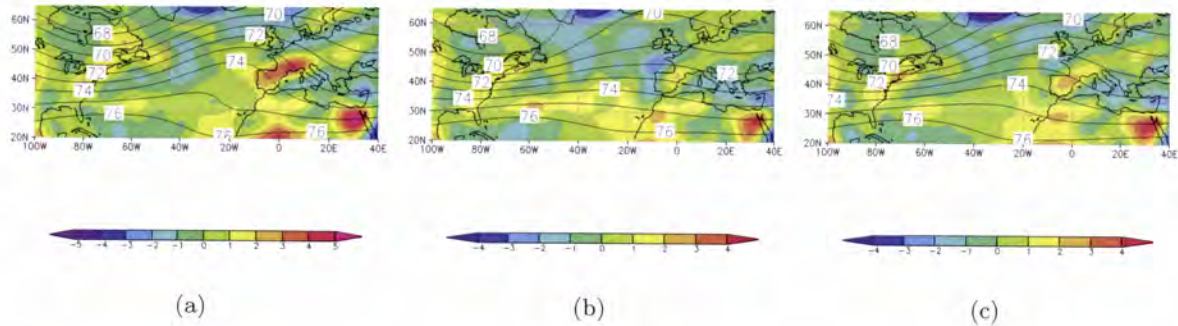 70 70 70
60N 60N 60N
68 72 68 68 72
50N 50N 50N
70 70 70
40N 72 74 40N 72 72 40N 72 74
74 74 74 74
30N 76 30N 30N 76
76 76 76 76
20N 20N 20N
100W 80W 60W 40W 20W 0 20E 40E 100W 80W 60W 40W 20W 0 20E 40E 100W 80W 60W 40W 20W 0 20E 40E
-5 -4 -3 -2 -1 0 1 2 3 4 5 -4 -3 -2 -1 0 1 2 3 4 -4 -3 -2 -1 0 1 2 3 4
(a) (b) (c)